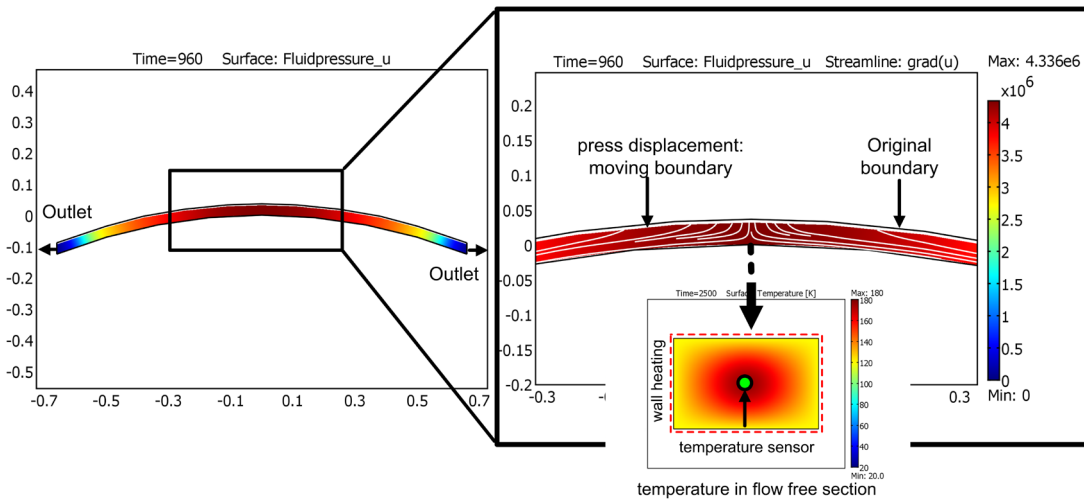 Time=960 Surface: Fluidpressure_u
0.4
0.3
0.2
0.1
0
-0.1
-0.2
-0.3
-0.4
-0.5
-0.7 -0.5 -0.3 -0.1 0.1 0.3 0.5 0.7
Outlet
Outlet
Time=960 Surface: Fluidpressure_u Streamline: grad(u) Max: 4.336e6
x10^6
0.2
0.15
0.1
0.05
0
-0.05
-0.1
-0.15
-0.2
-0.3 0.3
press displacement:
moving boundary
Original
boundary
4
3.5
3
2.5
2
1.5
1
0.5
0
Min: 0
Time=2500 Surface: Temperature [K] Max: 180
180
160
140
120
100
80
60
40
20
Min: 20.0
wall heating
temperature sensor
temperature in flow free section